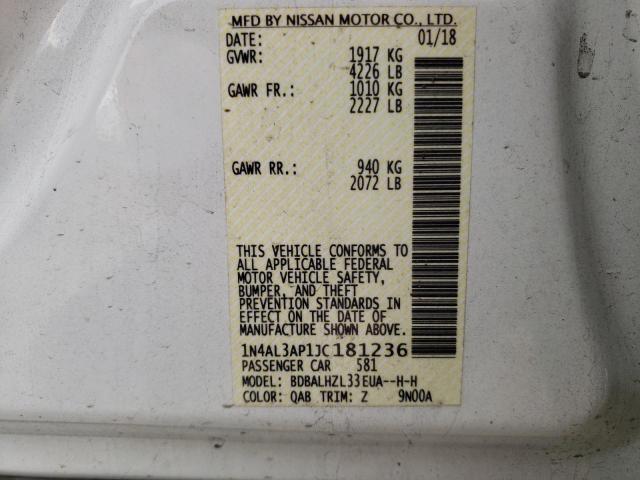 MFD BY NISSAN MOTOR CO., LTD.
DATE: 01/18
GVWR: 1917 KG
4226 LB
GAWR FR.: 1010 KG
2227 LB
GAWR RR.: 940 KG
2072 LB
THIS VEHICLE CONFORMS TO
ALL APPLICABLE FEDERAL
MOTOR VEHICLE SAFETY,
BUMPER, AND THEFT
PREVENTION STANDARDS IN
EFFECT ON THE DATE OF
MANUFACTURE SHOWN ABOVE.
1N4AL3AP1JC181236
PASSENGER CAR 581
MODEL: BDBALHZL33EUA--H-H
COLOR: QAB TRIM: Z 9N00A